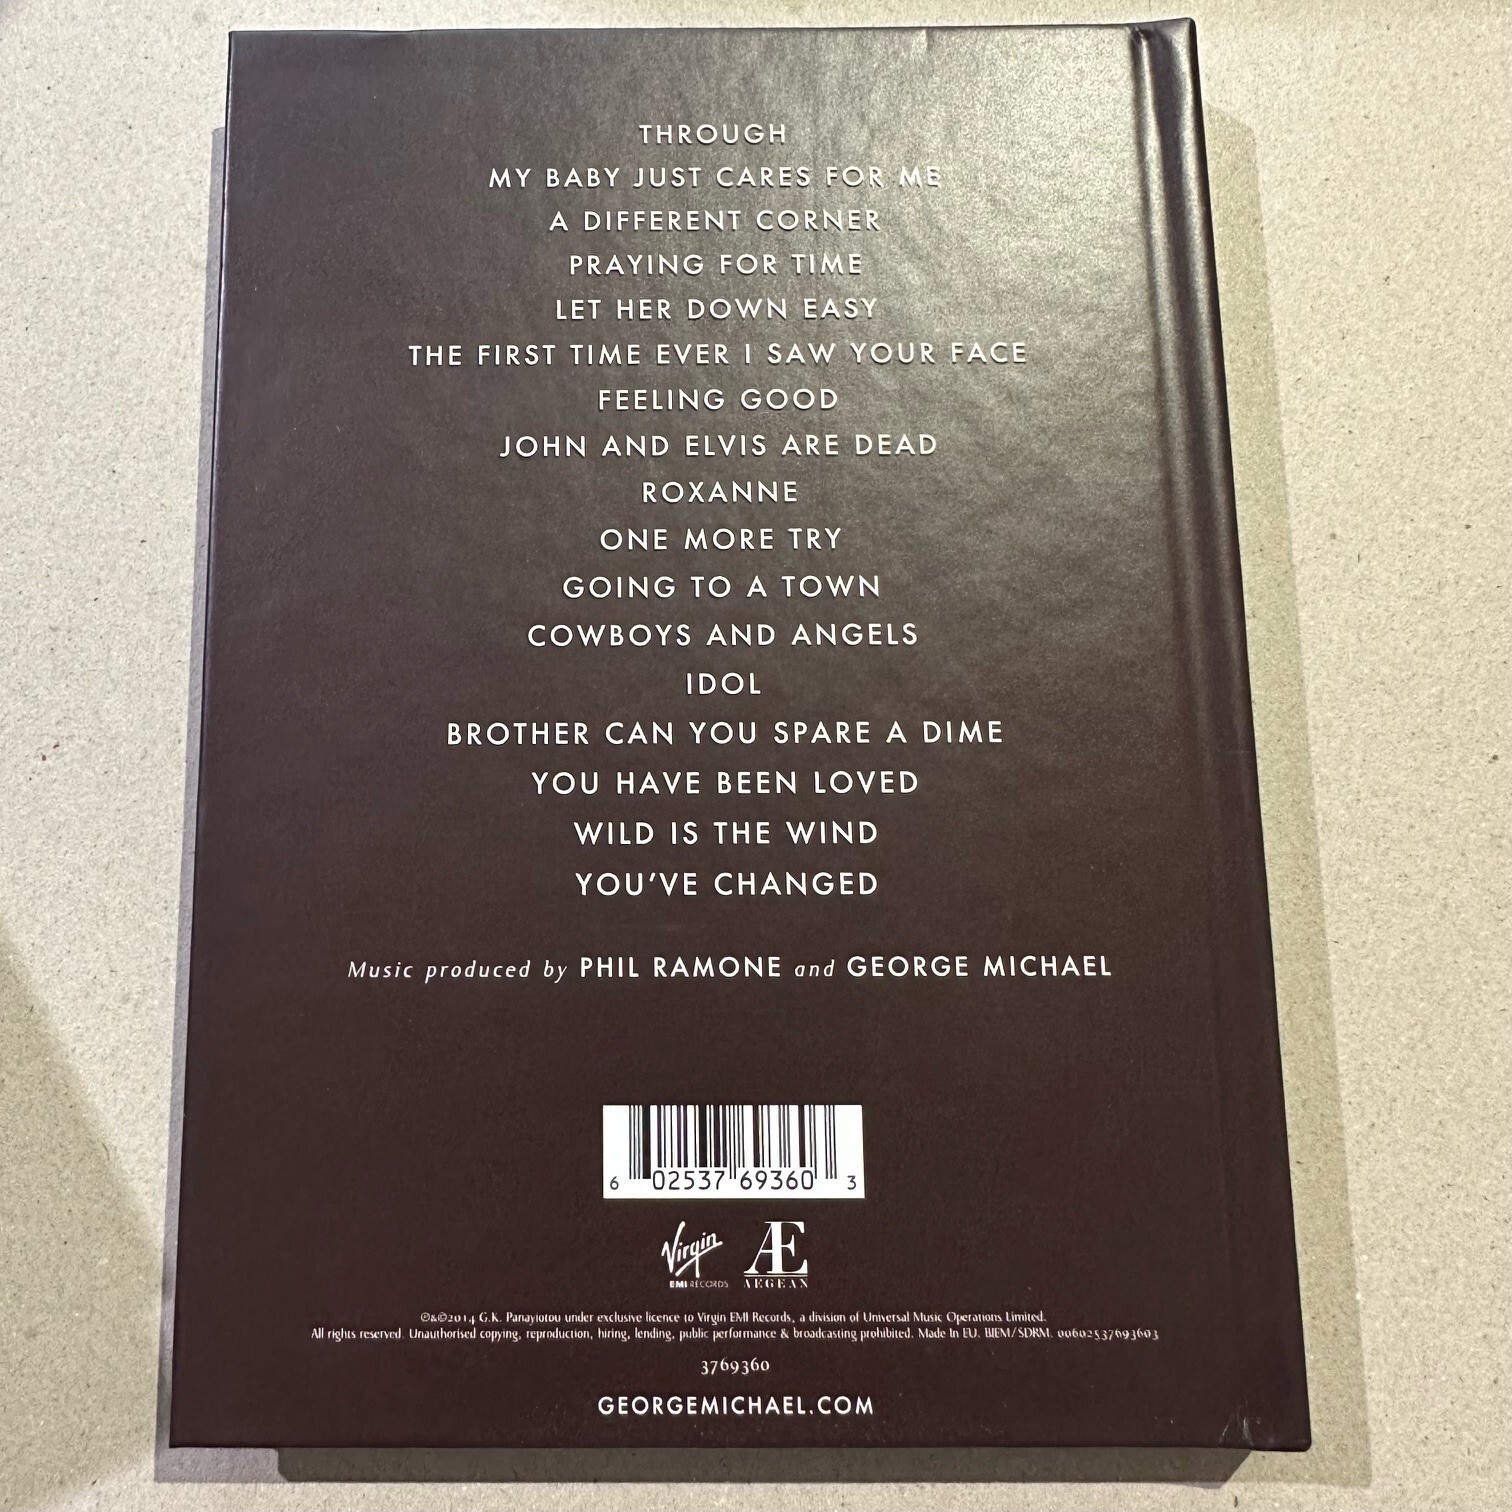 THROUGH
MY BABY JUST CARES FOR ME
A DIFFERENT CORNER
PRAYING FOR TIME
LET HER DOWN EASY
THE FIRST TIME EVER I SAW YOUR FACE
FEELING GOOD
JOHN AND ELVIS ARE DEAD
ROXANNE
ONE MORE TRY
GOING TO A TOWN
COWBOYS AND ANGELS
IDOL
BROTHER CAN YOU SPARE A DIME
YOU HAVE BEEN LOVED
WILD IS THE WIND
YOU'VE CHANGED
Music produced by PHIL RAMONE and GEORGE MICHAEL
6 02537 69360 3
Virgin ÆE
EMI RECORDS AEGEAN
℗&©2014 G.K. Panayiotou under exclusive licence to Virgin EMI Records, a division of Universal Music Operations Limited.
All rights reserved. Unauthorised copying, reproduction, hiring, lending, public performance & broadcasting prohibited. Made In EU. BIEM/SDRM. 00602537693603
3769360
GEORGEMICHAEL.COM